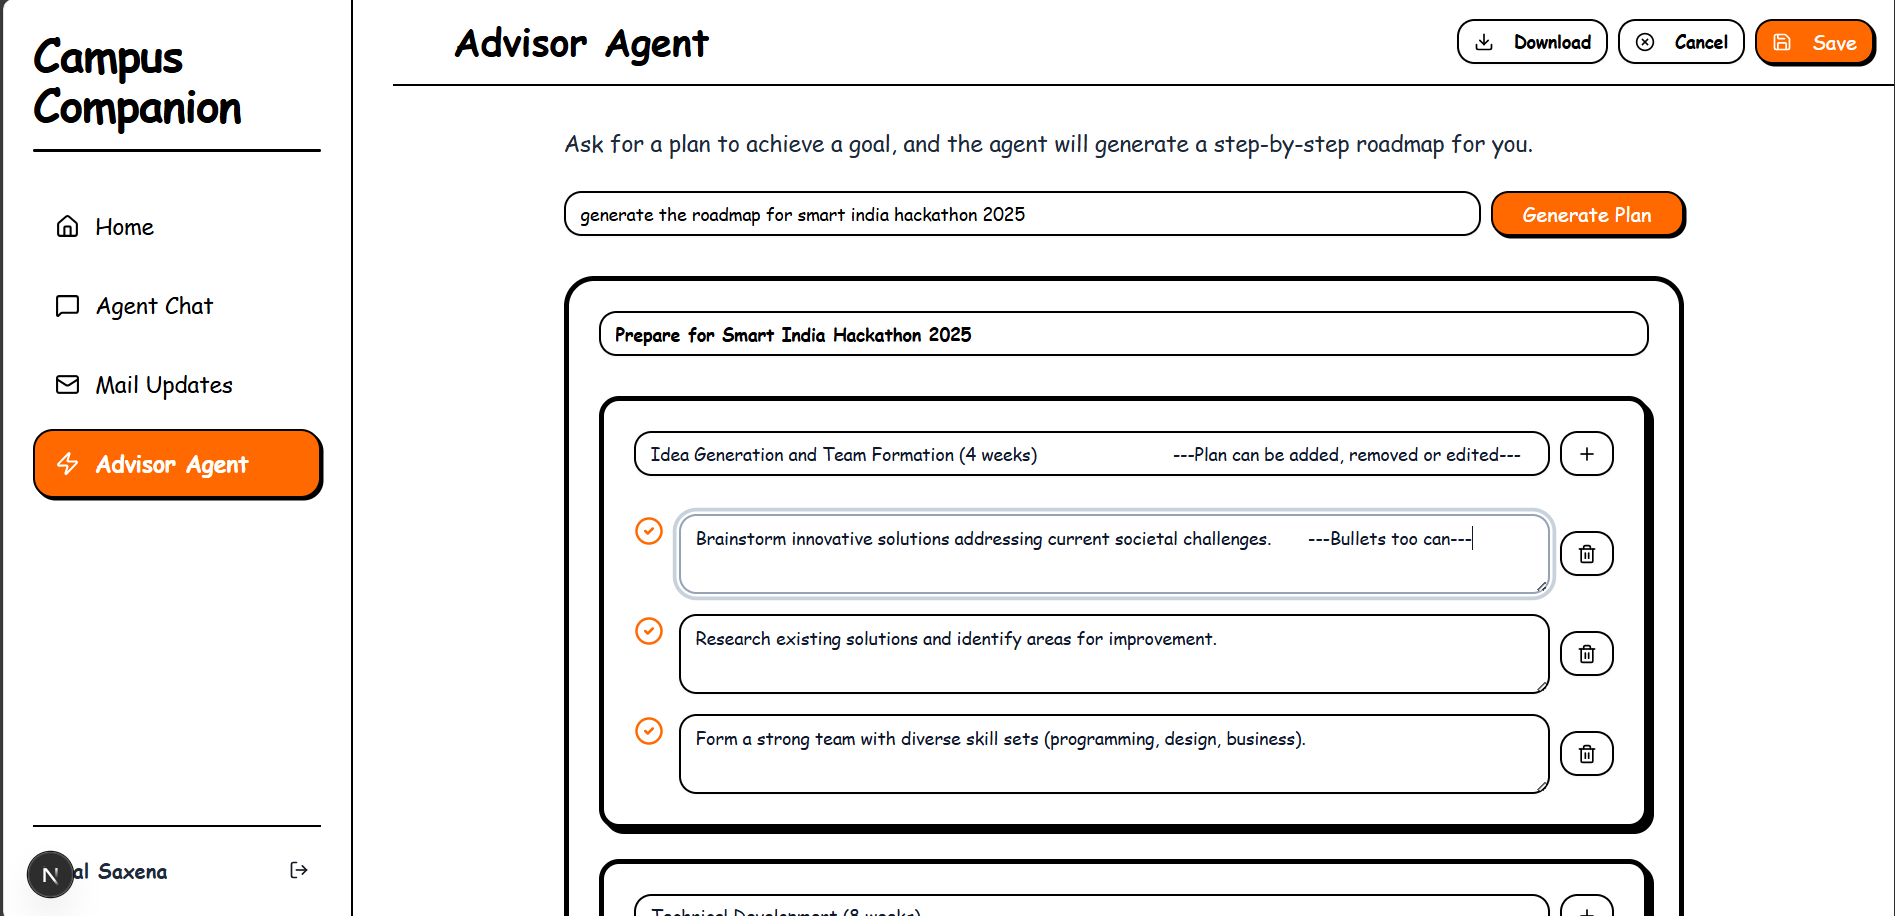 Campus
Companion
Home
Agent Chat
Mail Updates
Advisor Agent
N
al Saxena
Advisor Agent
Download
Cancel
Save
Ask for a plan to achieve a goal, and the agent will generate a step-by-step roadmap for you.
generate the roadmap for smart india hackathon 2025
Generate Plan
Prepare for Smart India Hackathon 2025
Idea Generation and Team Formation (4 weeks) ---Plan can be added, removed or edited---
Brainstorm innovative solutions addressing current societal challenges. ---Bullets too can---
Research existing solutions and identify areas for improvement.
Form a strong team with diverse skill sets (programming, design, business).
Technical Development (8 weeks)